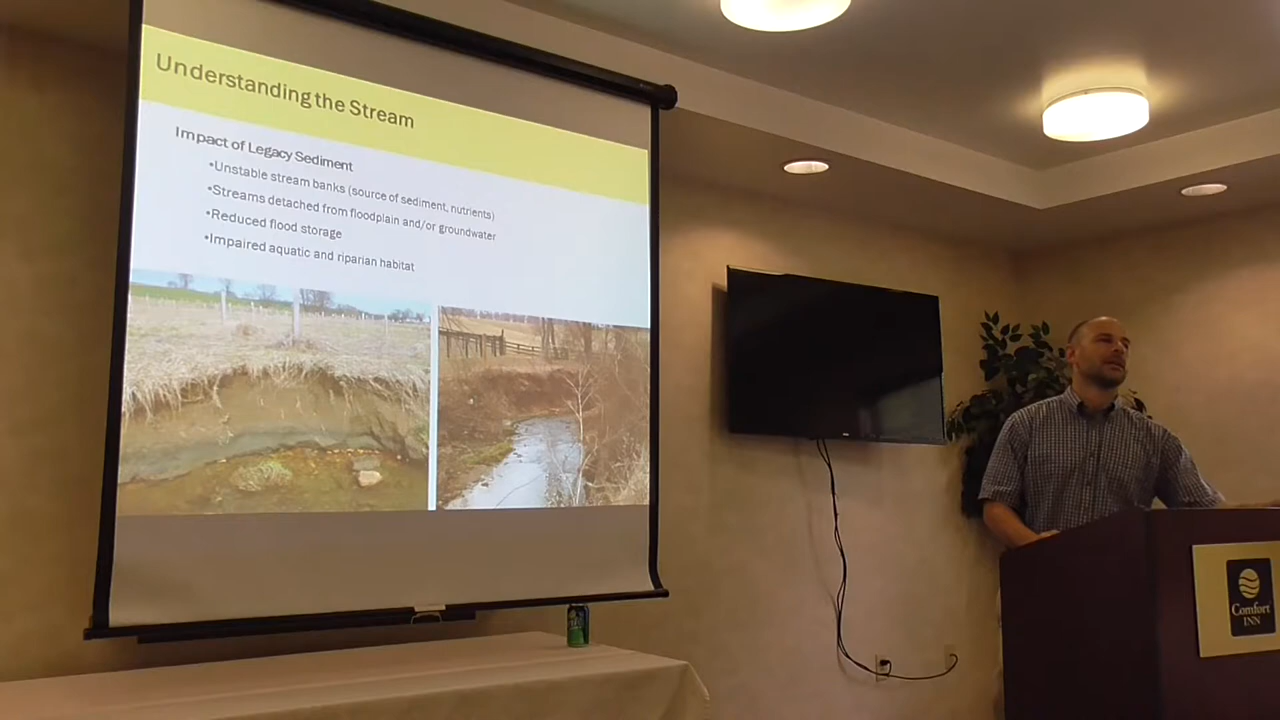 Understanding the Stream
Impact of Legacy Sediment
•Unstable stream banks (source of sediment, nutrients)
•Streams detached from floodplain and/or groundwater
•Reduced flood storage
•Impaired aquatic and riparian habitat
Comfort
INN